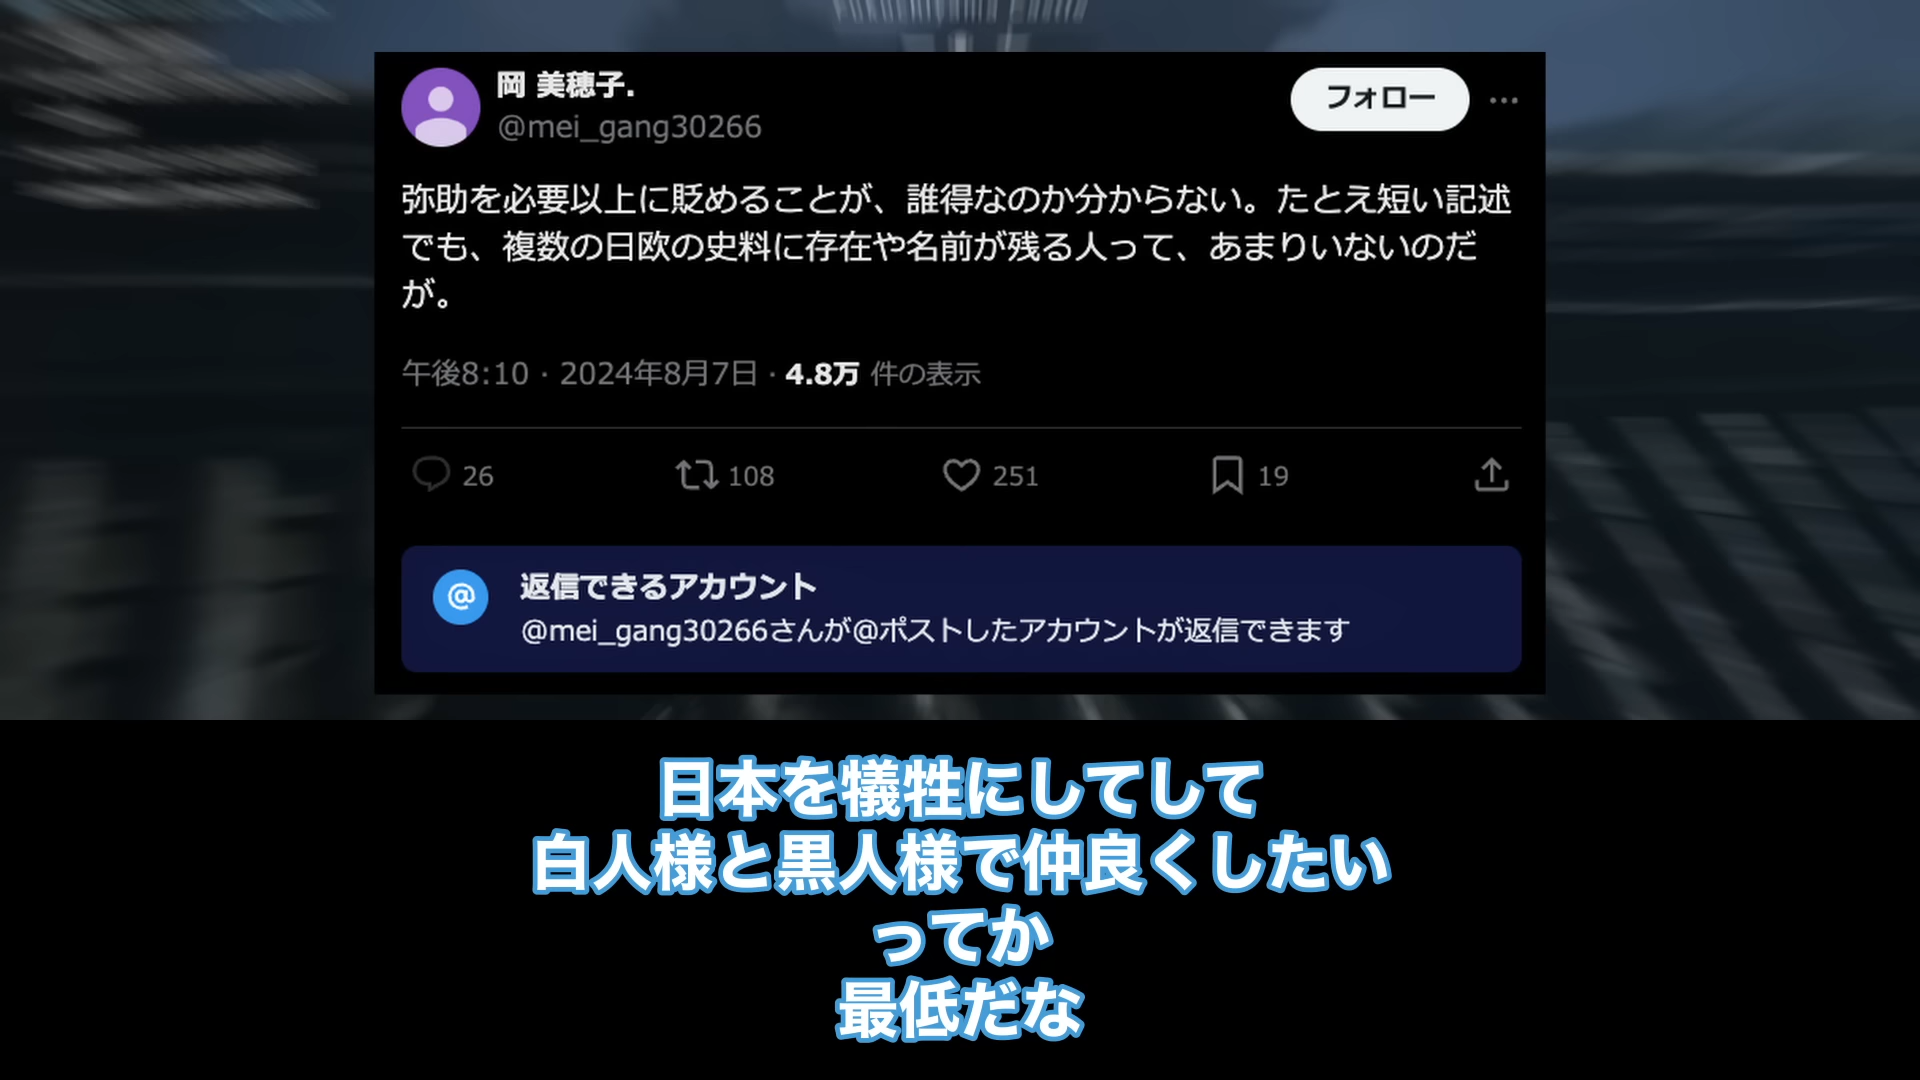 岡 美穂子.
@mei_gang30266
フォロー
弥助を必要以上に貶めることが、誰得なのか分からない。たとえ短い記述
でも、複数の日欧の史料に存在や名前が残る人って、あまりいないのだ
が。
午後8:10 · 2024年8月7日 · 4.8万 件の表示
26 108 251 19
@ 返信できるアカウント
@mei_gang30266さんが@ポストしたアカウントが返信できます
日本を犠牲にしてして
白人様と黒人様で仲良くしたい
ってか
最低だな